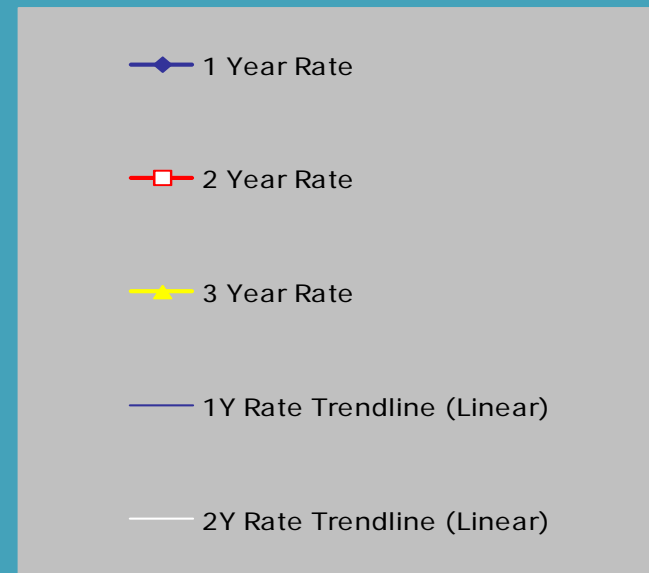 1 Year Rate
2 Year Rate
3 Year Rate
1Y Rate Trendline (Linear)
2Y Rate Trendline (Linear)